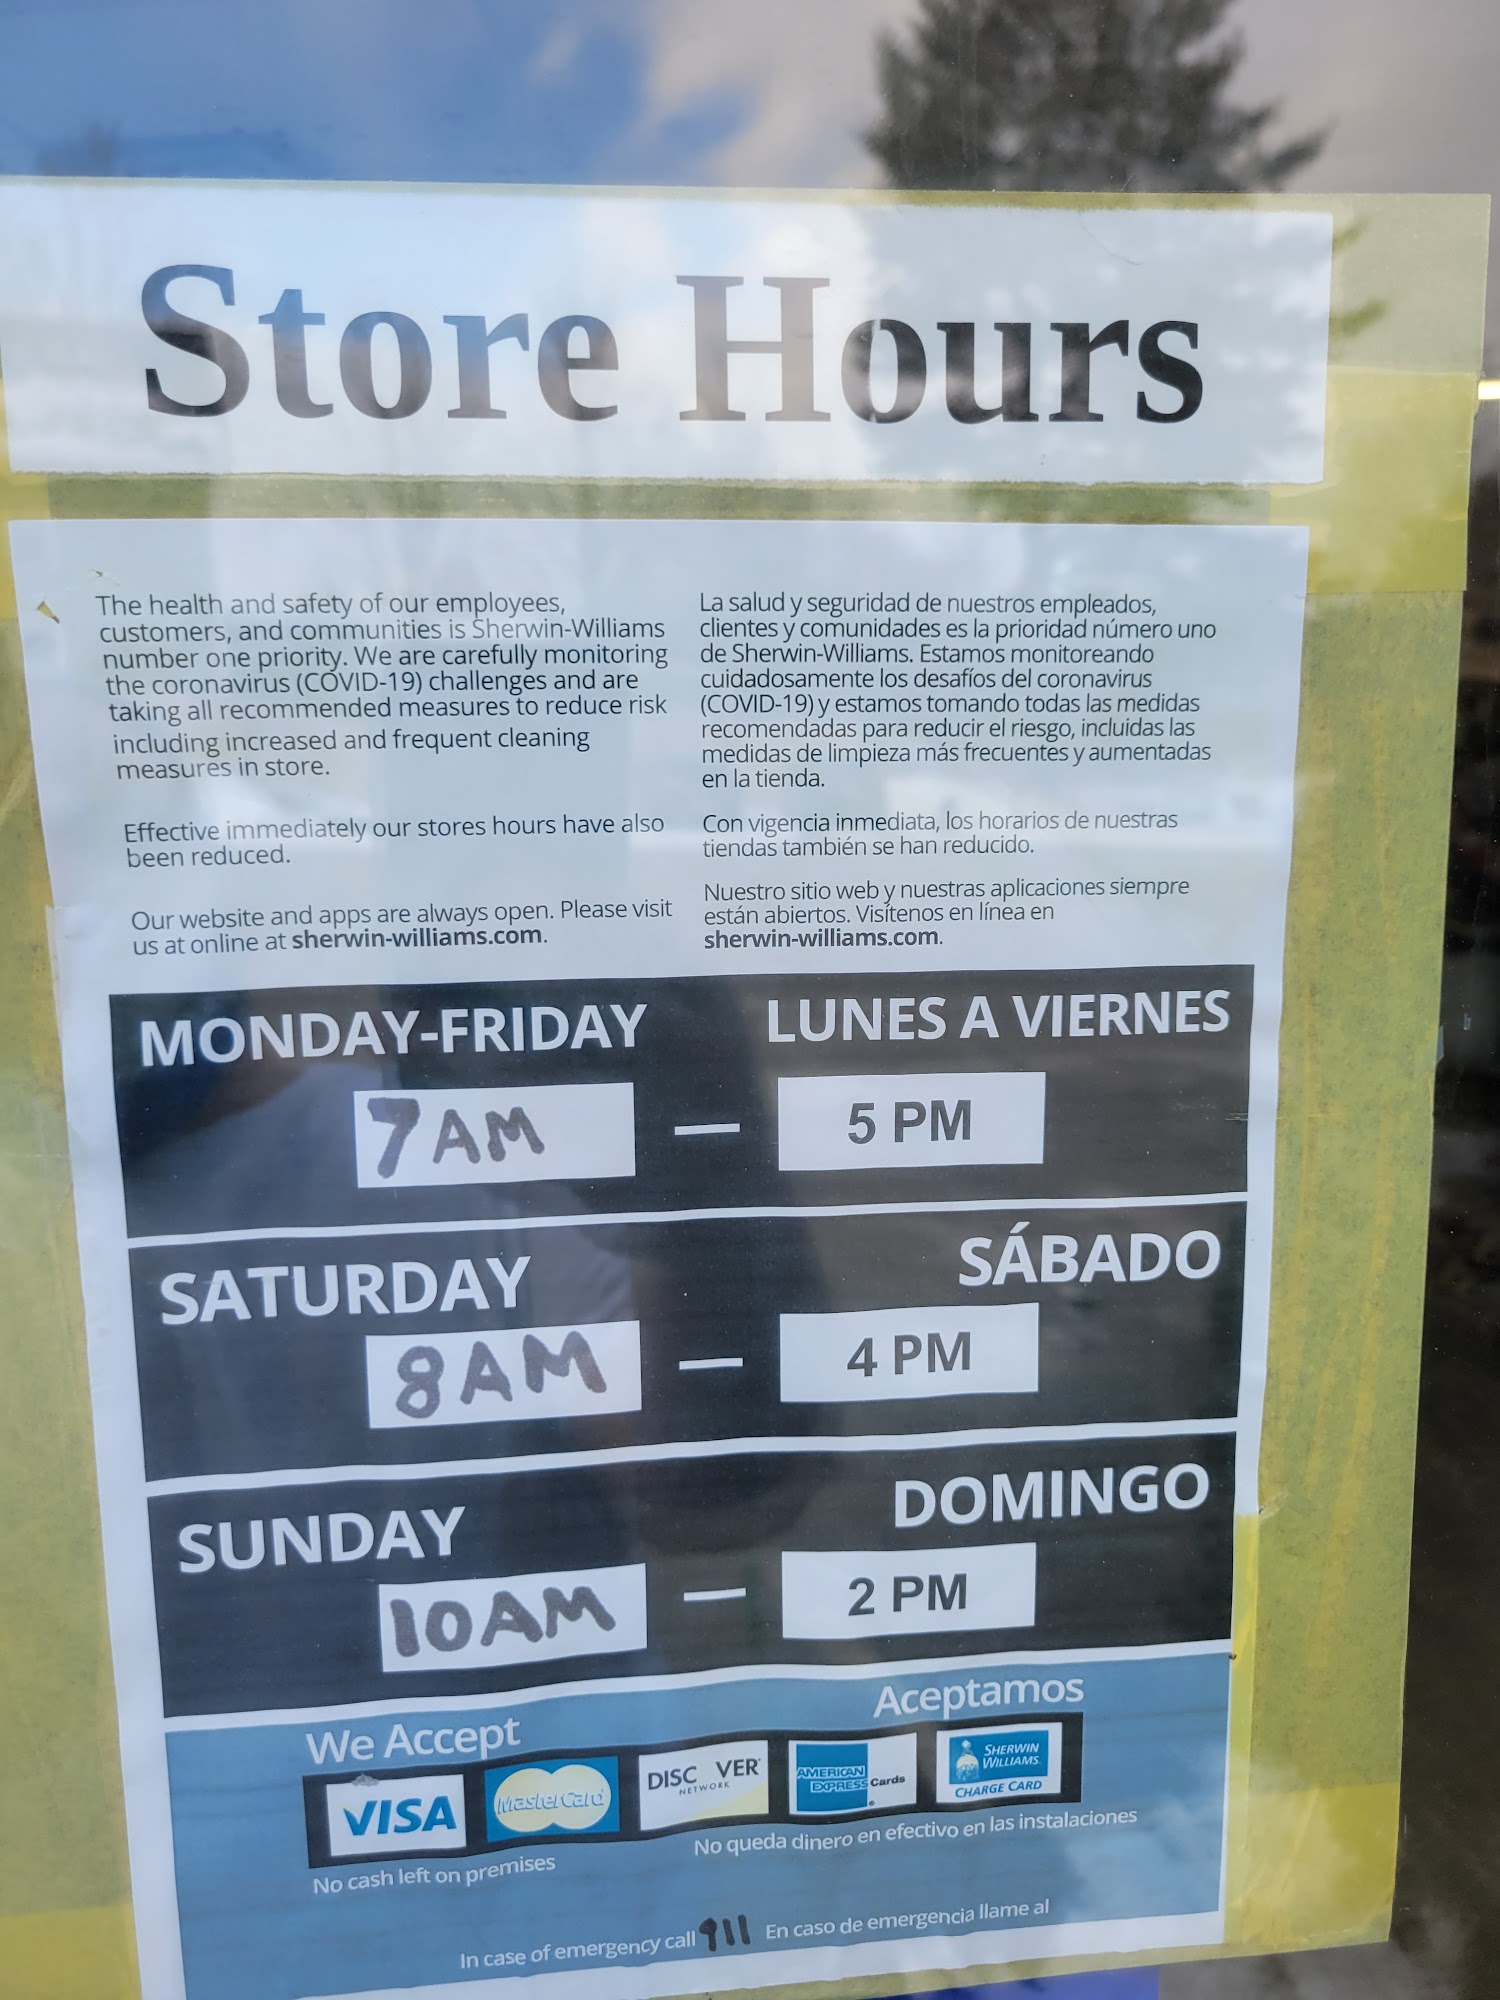 Store Hours
The health and safety of our employees,
customers, and communities is Sherwin-Williams
number one priority. We are carefully monitoring
the coronavirus (COVID-19) challenges and are
taking all recommended measures to reduce risk
including increased and frequent cleaning
measures in store.
Effective immediately our stores hours have also
been reduced.
Our website and apps are always open. Please visit
us at online at sherwin-williams.com.
La salud y seguridad de nuestros empleados,
clientes y comunidades es la prioridad número uno
de Sherwin-Williams. Estamos monitoreando
cuidadosamente los desafíos del coronavirus
(COVID-19) y estamos tomando todas las medidas
recomendadas para reducir el riesgo, incluidas las
medidas de limpieza más frecuentes y aumentadas
en la tienda.
Con vigencia inmediata, los horarios de nuestras
tiendas también se han reducido.
Nuestro sitio web y nuestras aplicaciones siempre
están abiertos. Visítenos en línea en
sherwin-williams.com.
MONDAY-FRIDAY LUNES A VIERNES
7 AM — 5 PM
SATURDAY SÁBADO
8 AM — 4 PM
SUNDAY DOMINGO
10 AM — 2 PM
We Accept Aceptamos
VISA
MasterCard
DISC VER
NETWORK
AMERICAN
EXPRESS Cards
SHERWIN
WILLIAMS
CHARGE CARD
No cash left on premises
No queda dinero en efectivo en las instalaciones
In case of emergency call 911 En caso de emergencia llame al